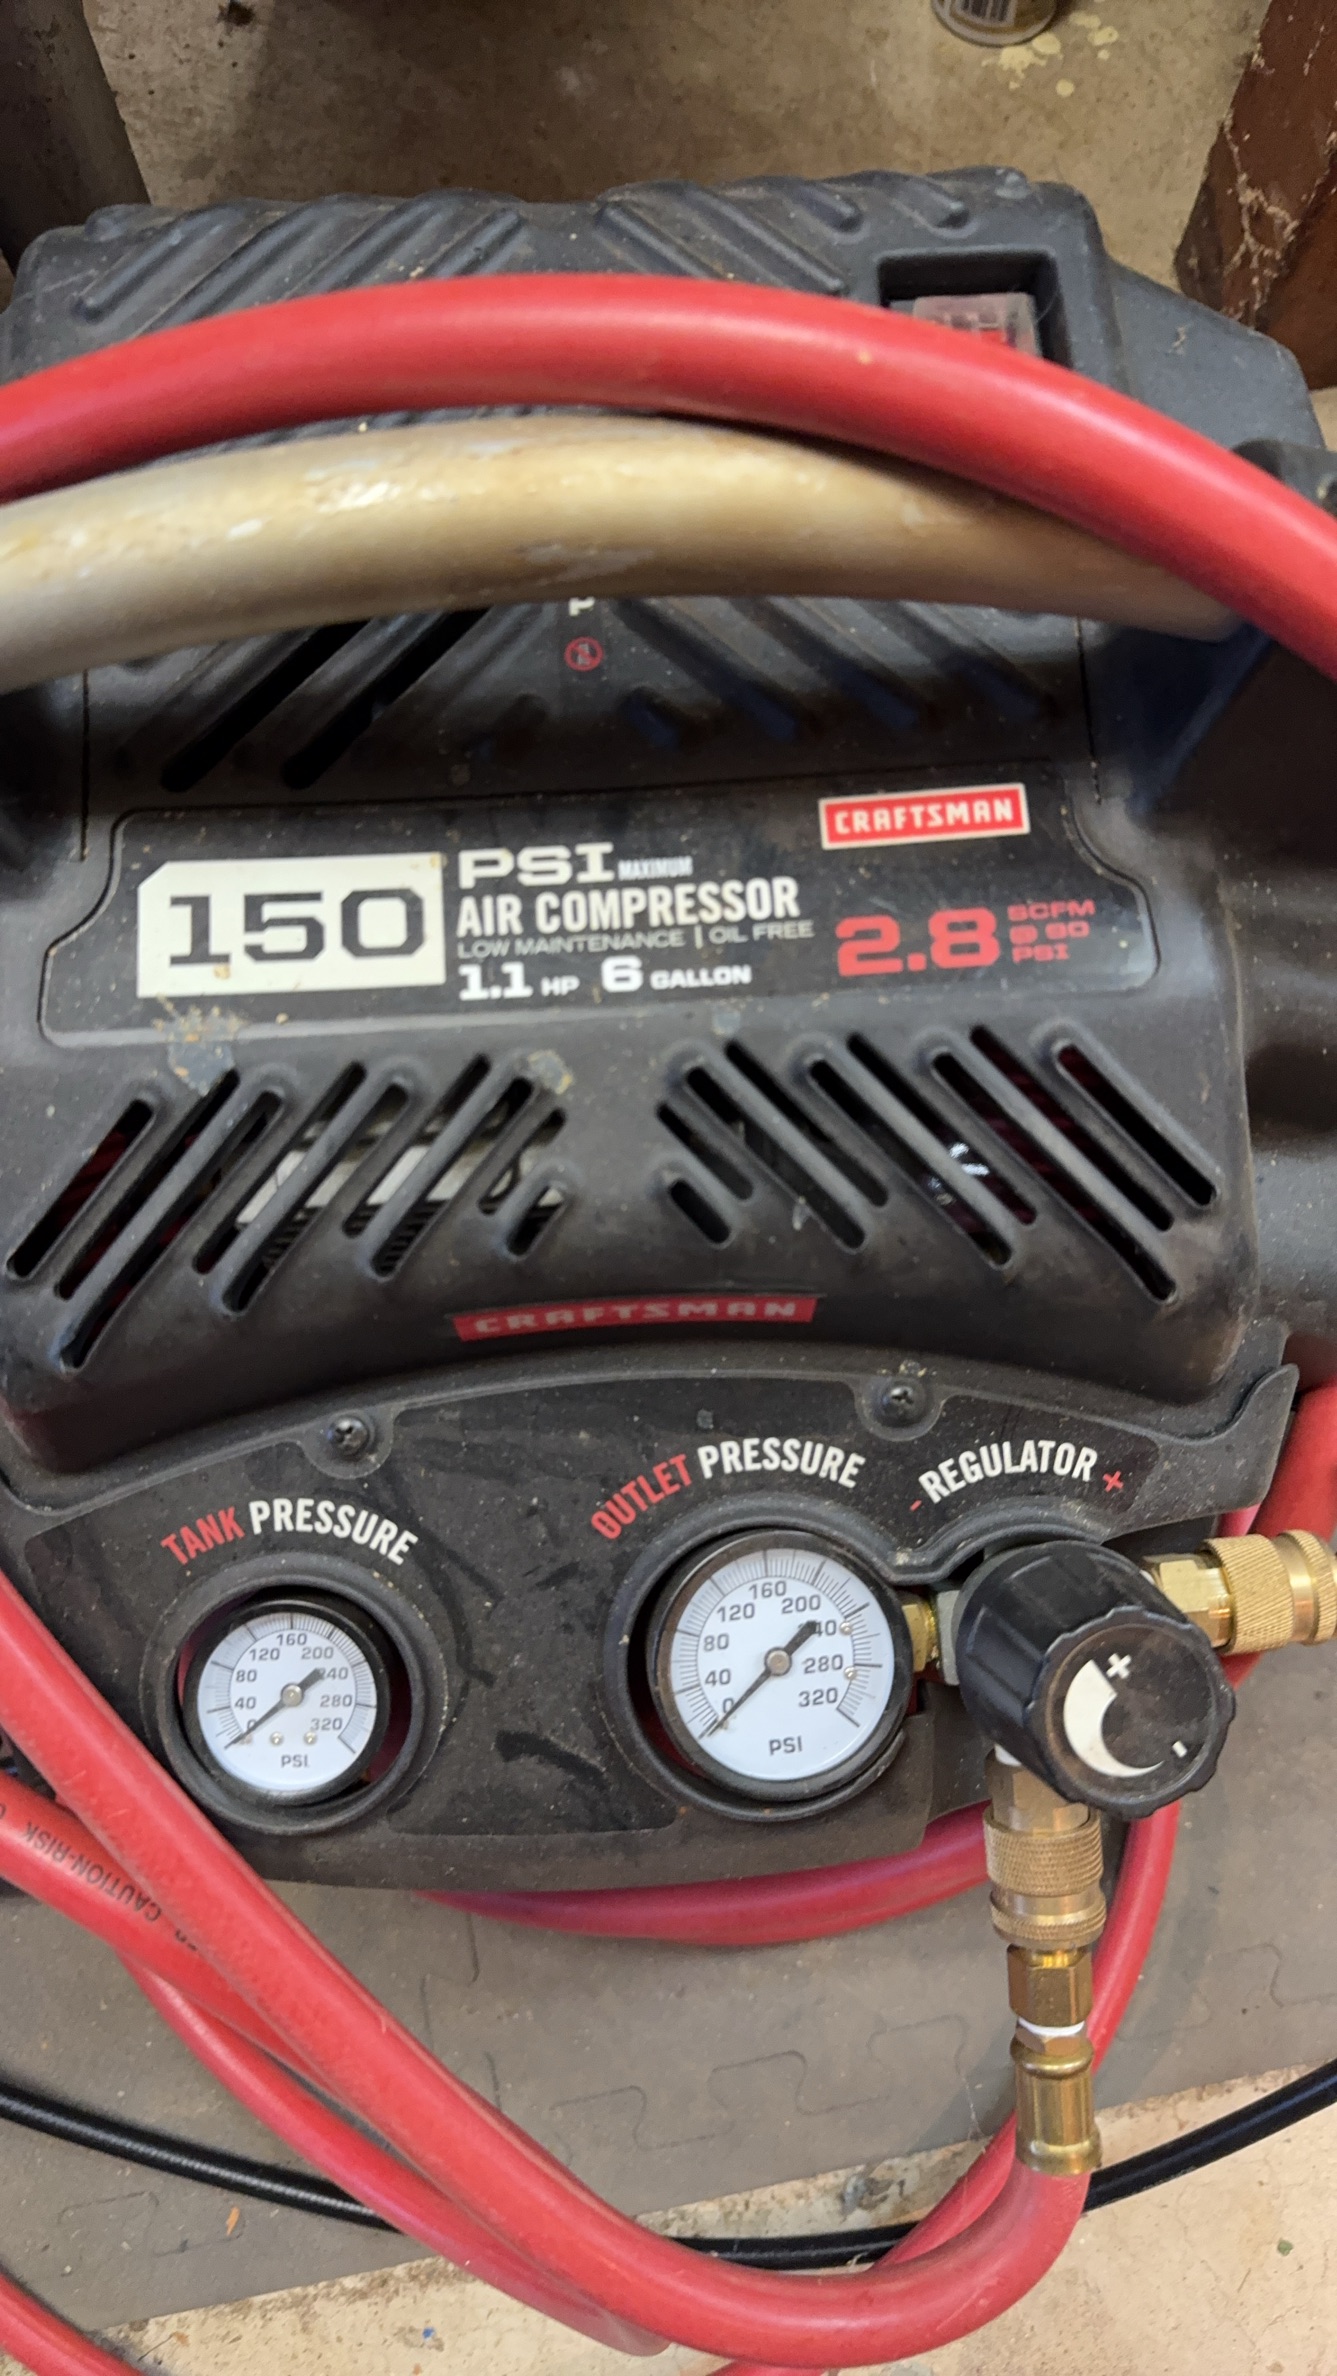 CRAFTSMAN
150
PSI MAXIMUM
AIR COMPRESSOR
LOW MAINTENANCE | OIL FREE
1.1 HP 6 GALLON
2.8 SCFM
@ 90
PSI
CRAFTSMAN
TANK PRESSURE
OUTLET PRESSURE
- REGULATOR +
0 40 80 120 160 200 240 280 320
PSI
0 40 80 120 160 200 240 280 320
PSI
+
-
CAUTION-RISK